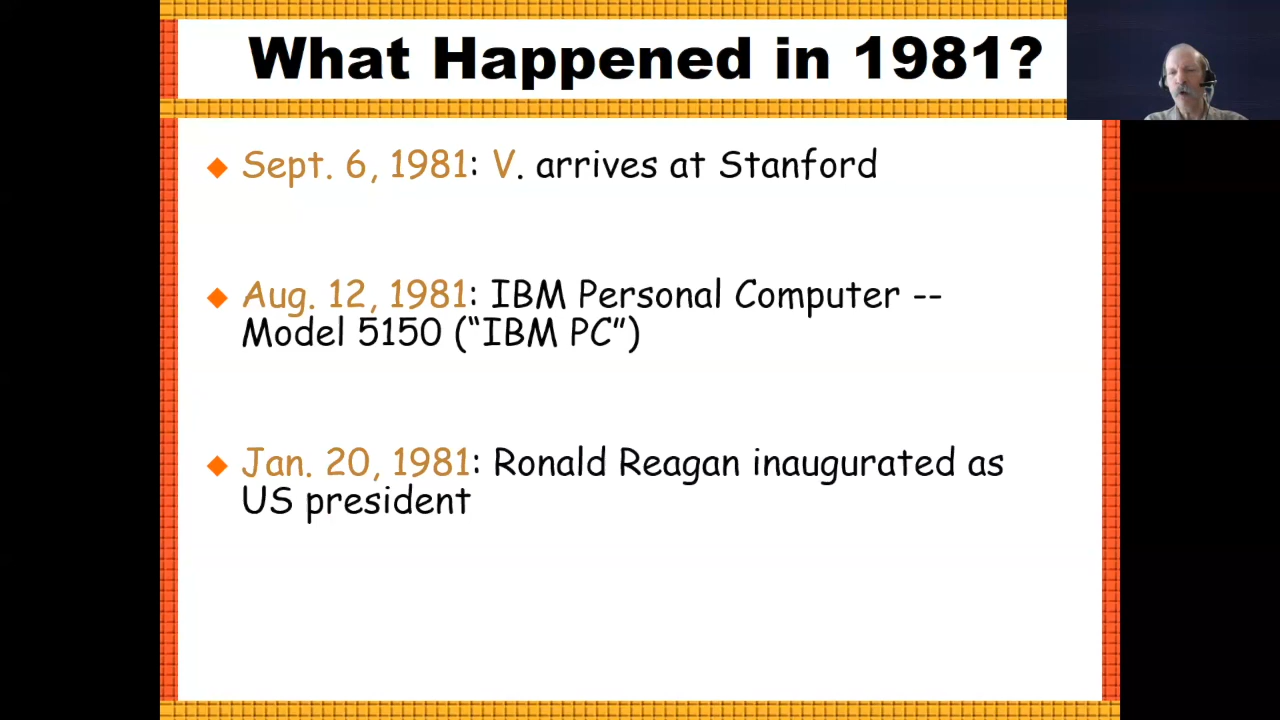 What Happened in 1981?
Sept. 6, 1981: V. arrives at Stanford
Aug. 12, 1981: IBM Personal Computer --
Model 5150 (“IBM PC”)
Jan. 20, 1981: Ronald Reagan inaugurated as
US president